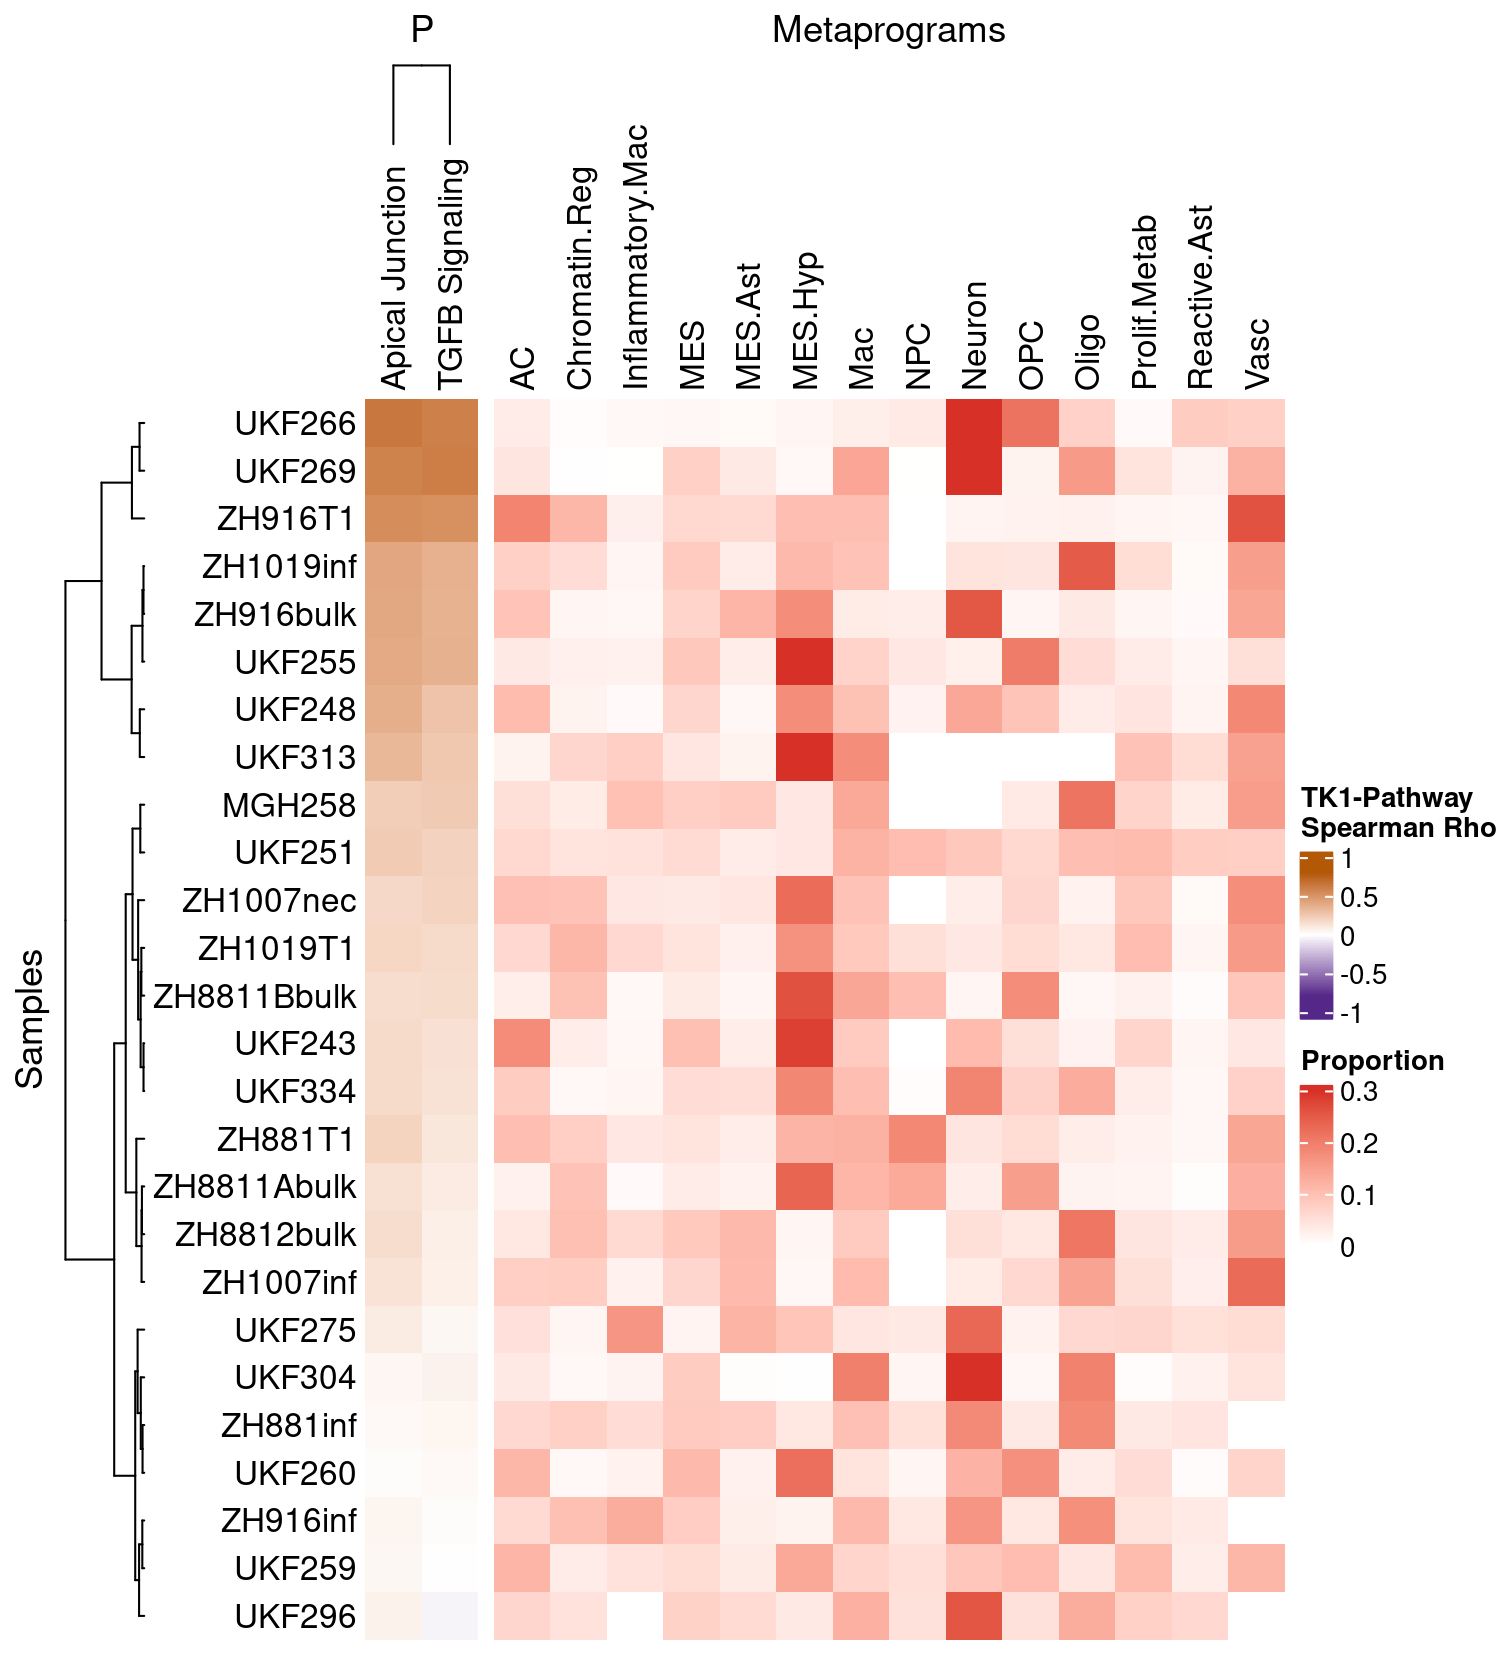 P
Metaprograms
Apical Junction
TGFB Signaling
AC
Chromatin.Reg
Inflammatory.Mac
MES
MES.Ast
MES.Hyp
Mac
NPC
Neuron
OPC
Oligo
Prolif.Metab
Reactive.Ast
Vasc
Samples
UKF266
UKF269
ZH916T1
ZH1019inf
ZH916bulk
UKF255
UKF248
UKF313
MGH258
UKF251
ZH1007nec
ZH1019T1
ZH8811Bbulk
UKF243
UKF334
ZH881T1
ZH8811Abulk
ZH8812bulk
ZH1007inf
UKF275
UKF304
ZH881inf
UKF260
ZH916inf
UKF259
UKF296
TK1-Pathway
Spearman Rho
1
0.5
0
-0.5
-1
Proportion
0.3
0.2
0.1
0